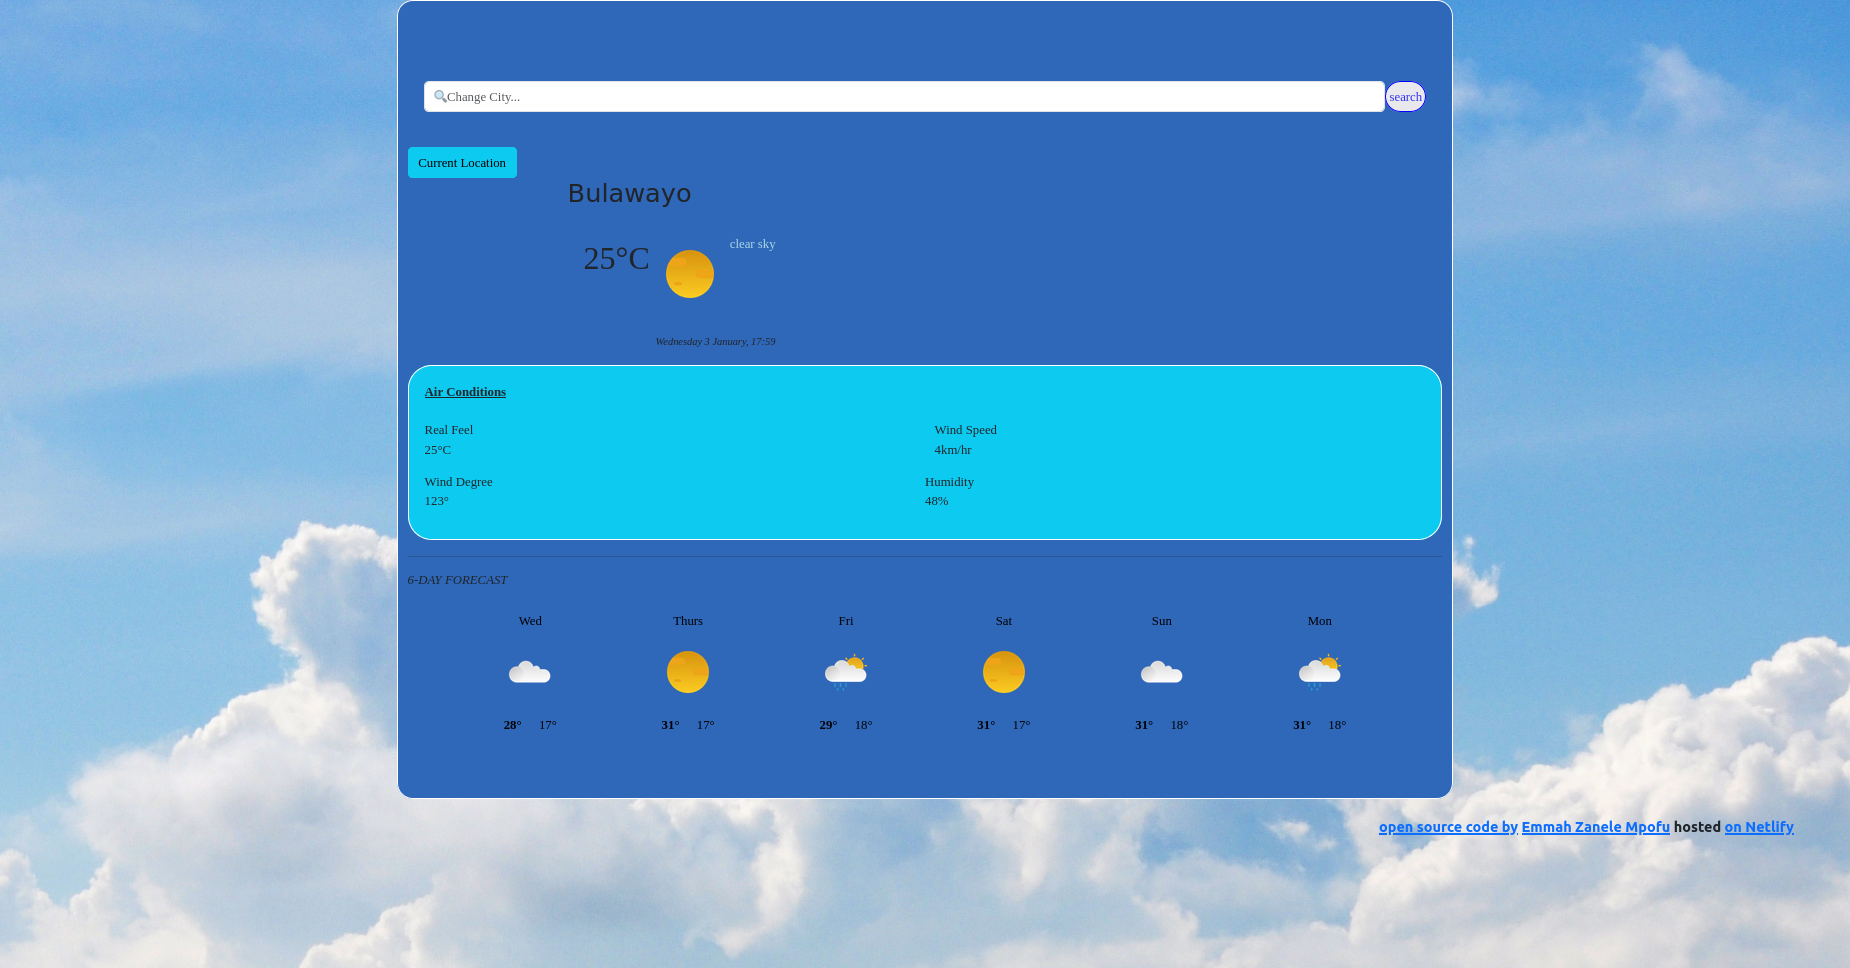 🔍Change City...
search
Current Location
Bulawayo
25°C
clear sky
Wednesday 3 January, 17:59
Air Conditions
Real Feel
25°C
Wind Speed
4km/hr
Wind Degree
123°
Humidity
48%
6-DAY FORECAST
Wed Thurs Fri Sat Sun Mon
28° 17° 31° 17° 29° 18° 31° 17° 31° 18° 31° 18°
open source code by Emmah Zanele Mpofu hosted on Netlify